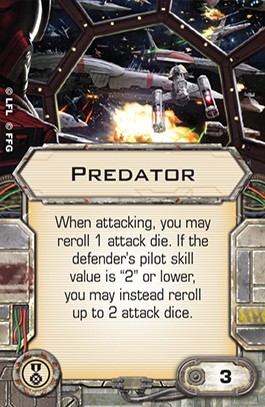 © LFL © FFG
PREDATOR
When attacking, you may
reroll 1 attack die. If the
defender's pilot skill
value is “2” or lower,
you may instead reroll
up to 2 attack dice.
3